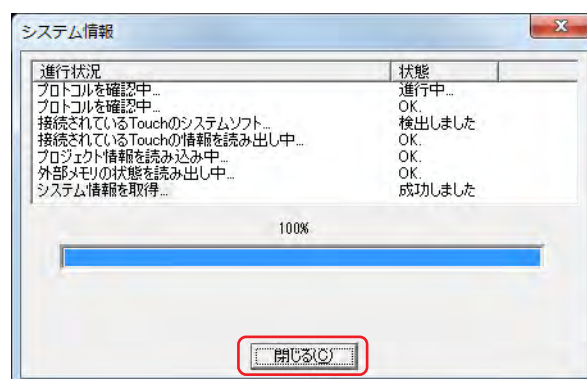 システム情報
進行状況 状態
プロトコルを確認中... 進行中...
プロトコルを確認中... OK.
接続されているTouchのシステムソフト... 検出しました
接続されているTouchの情報を読み出し中... OK.
プロジェクト情報を読み込み中... OK.
外部メモリの状態を読み出し中... OK.
システム情報を取得... 成功しました
100%
閉じる(C)